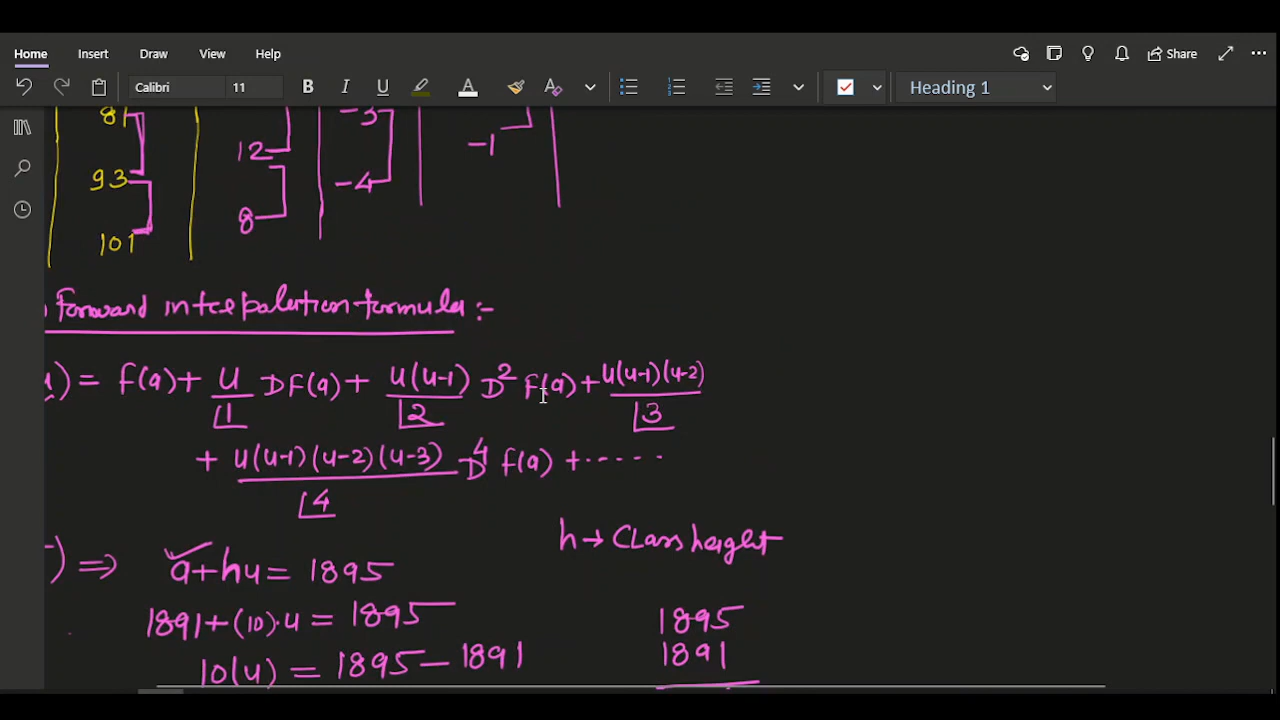 Home Insert Draw View Help
Share
Calibri 11 B I U A A Heading 1
81 -3
12 -1
93 -4
8
101
Forward intepalution formula :-
) = f(a) + u/⌊1 DF(a) + u(u-1)/⌊2 D² F(a) + u(u-1)(u-2)/⌊3
+ u(u-1)(u-2)(u-3)/⌊4 D⁴ f(a) + ......
h → Class height
) ⇒ a+hu = 1895
1891+(10)·u = 1895 1895
10(u) = 1895 - 1891 1891